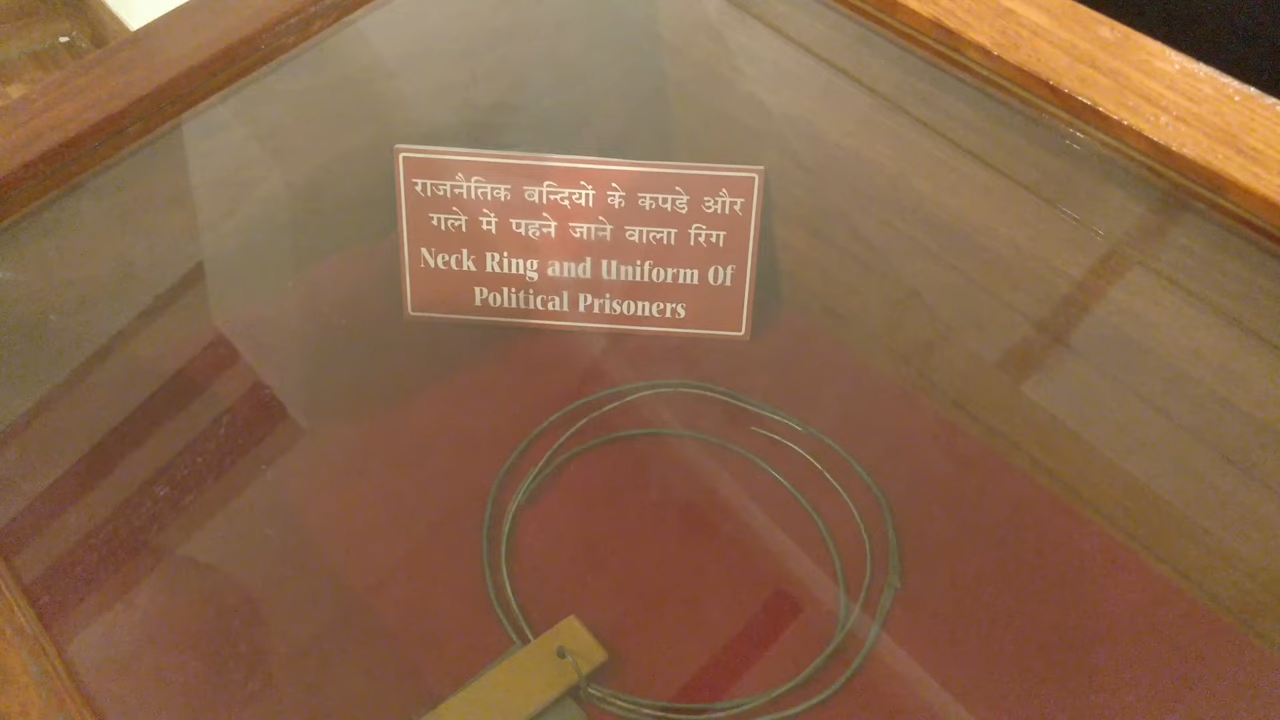 राजनैतिक बन्दियों के कपडे और
गले में पहने जाने वाला रिंग
Neck Ring and Uniform Of
Political Prisoners